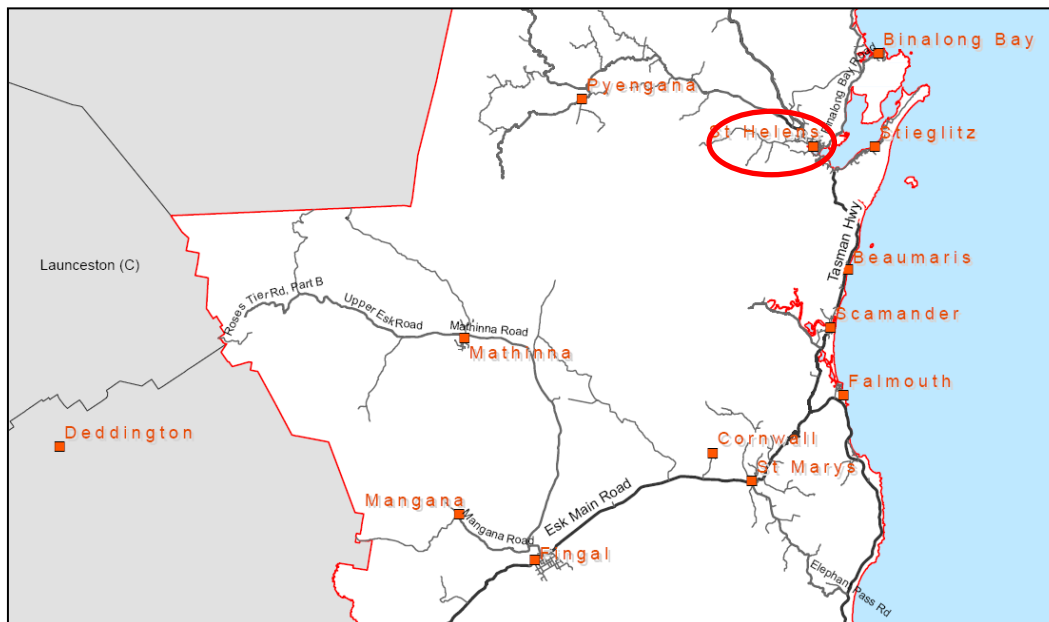 Binalong Bay
Binalong Bay Road
Pyengana
St Helens
Stieglitz
Tasman Hwy
Beaumaris
Launceston (C)
Roses Tier Rd, Part B
Upper Esk Road
Mathinna Road
Scamander
Mathinna
Falmouth
Deddington
Cornwall
St Marys
Mangana
Esk Main Road
Mangana Road
Fingal
Elephant Pass Rd